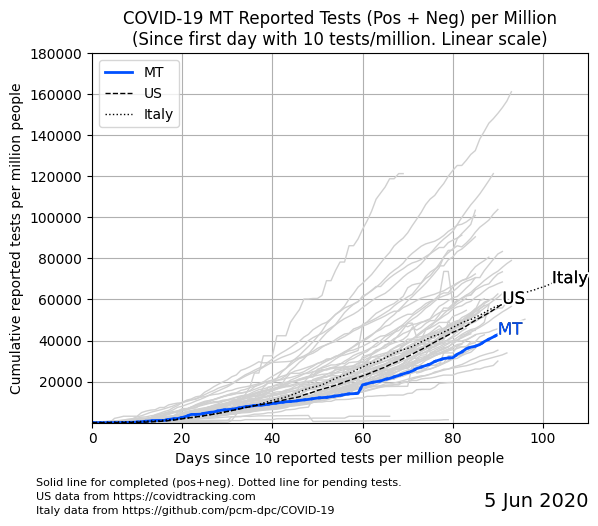 COVID-19 MT Reported Tests (Pos + Neg) per Million
(Since first day with 10 tests/million. Linear scale)
Cumulative reported tests per million people
180000
160000
140000
120000
100000
80000
60000
40000
20000
MT
US
Italy
Italy
US
MT
0 20 40 60 80 100
Days since 10 reported tests per million people
Solid line for completed (pos+neg). Dotted line for pending tests.
US data from https://covidtracking.com
Italy data from https://github.com/pcm-dpc/COVID-19
5 Jun 2020